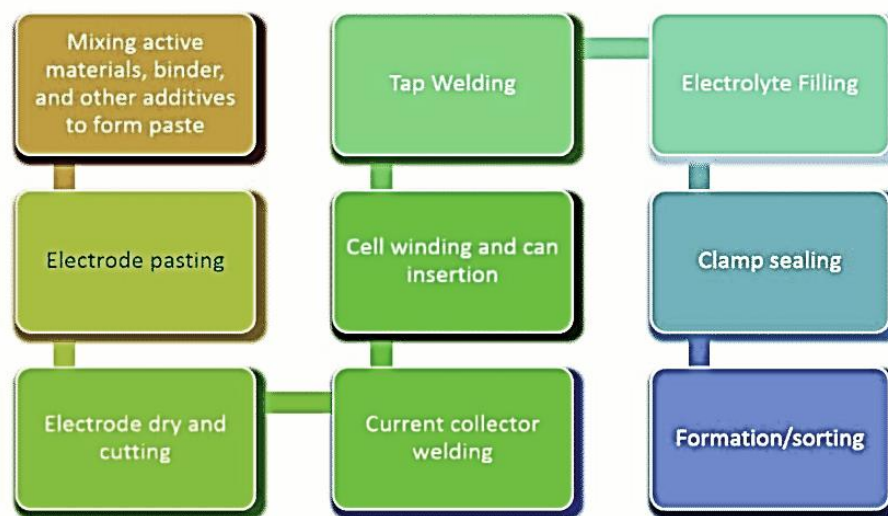 Mixing active
materials, binder,
and other additives
to form paste
Electrode pasting
Electrode dry and
cutting
Current collector
welding
Cell winding and can
insertion
Tap Welding
Electrolyte Filling
Clamp sealing
Formation/sorting